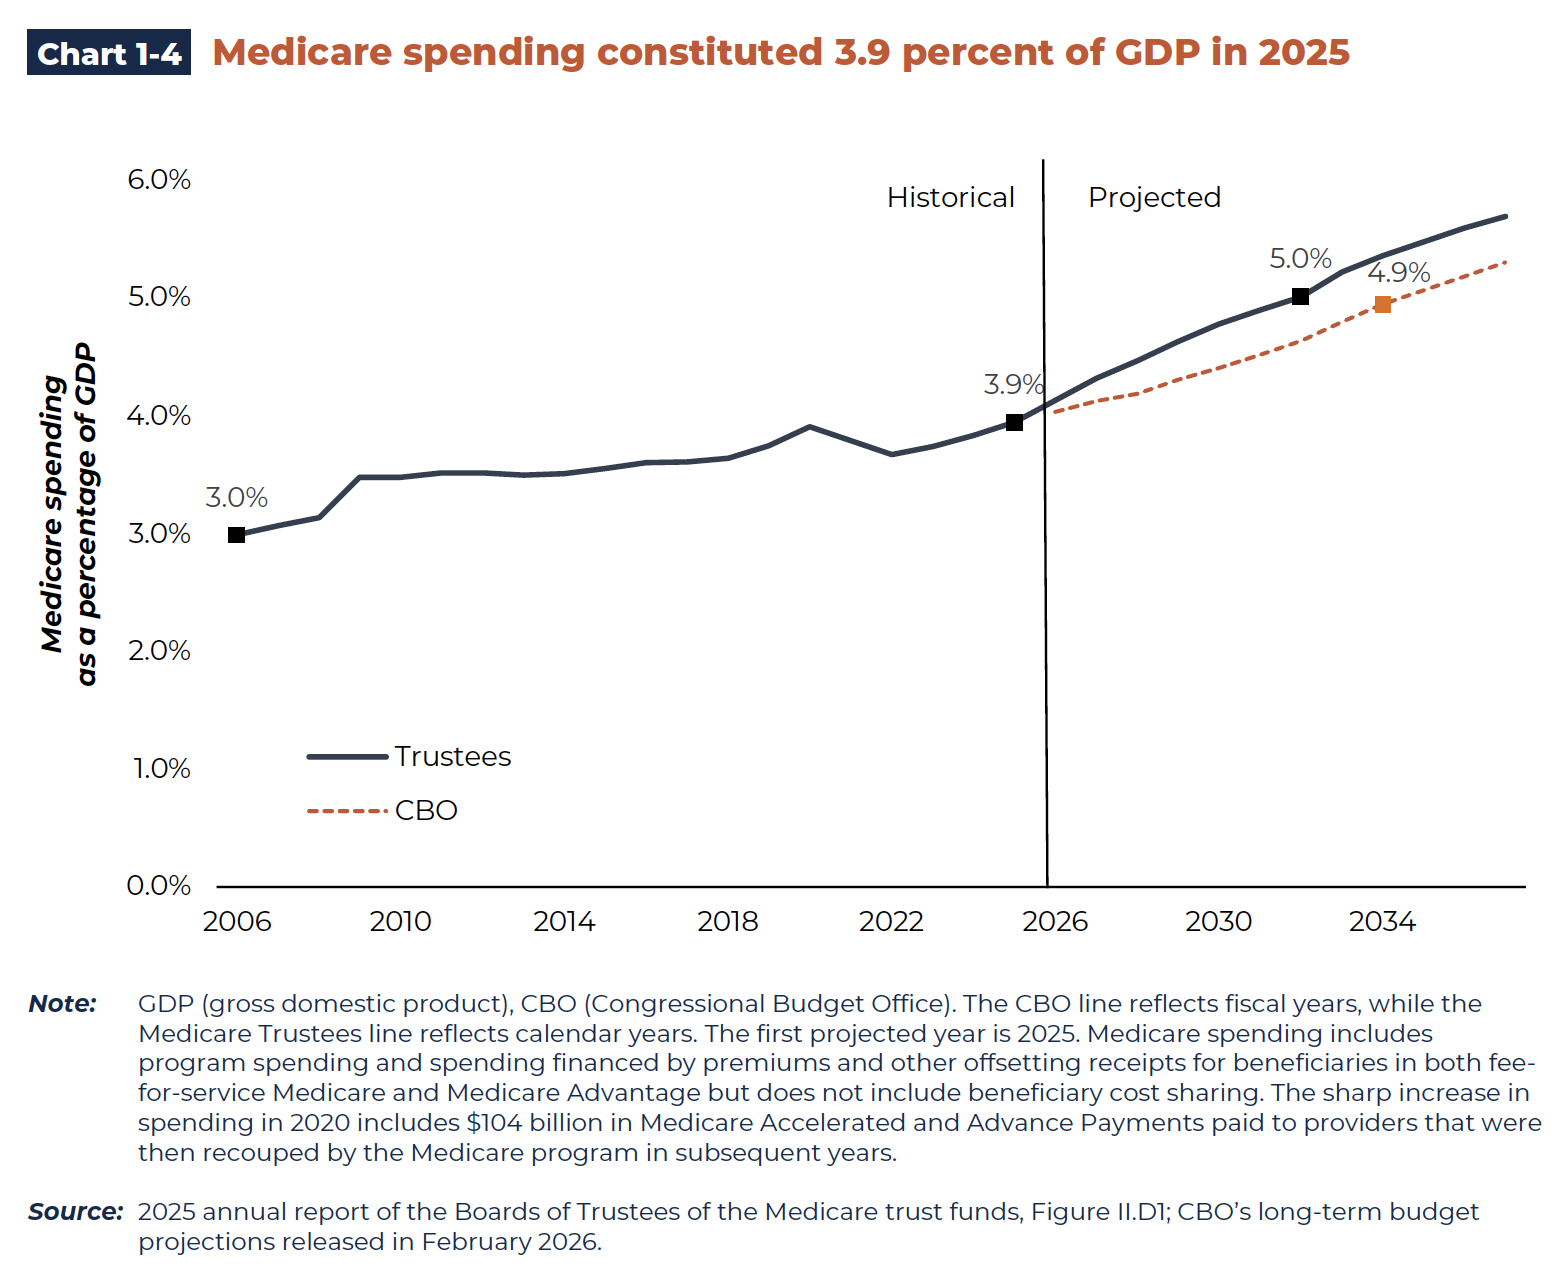 Chart 1-4 Medicare spending constituted 3.9 percent of GDP in 2025
Medicare spending
as a percentage of GDP
6.0%
5.0%
4.0%
3.0%
2.0%
1.0%
0.0%
Historical Projected
3.0%
3.9%
5.0%
4.9%
Trustees
CBO
2006 2010 2014 2018 2022 2026 2030 2034
Note: GDP (gross domestic product), CBO (Congressional Budget Office). The CBO line reflects fiscal years, while the
Medicare Trustees line reflects calendar years. The first projected year is 2025. Medicare spending includes
program spending and spending financed by premiums and other offsetting receipts for beneficiaries in both fee-
for-service Medicare and Medicare Advantage but does not include beneficiary cost sharing. The sharp increase in
spending in 2020 includes $104 billion in Medicare Accelerated and Advance Payments paid to providers that were
then recouped by the Medicare program in subsequent years.
Source: 2025 annual report of the Boards of Trustees of the Medicare trust funds, Figure II.D1; CBO’s long-term budget
projections released in February 2026.